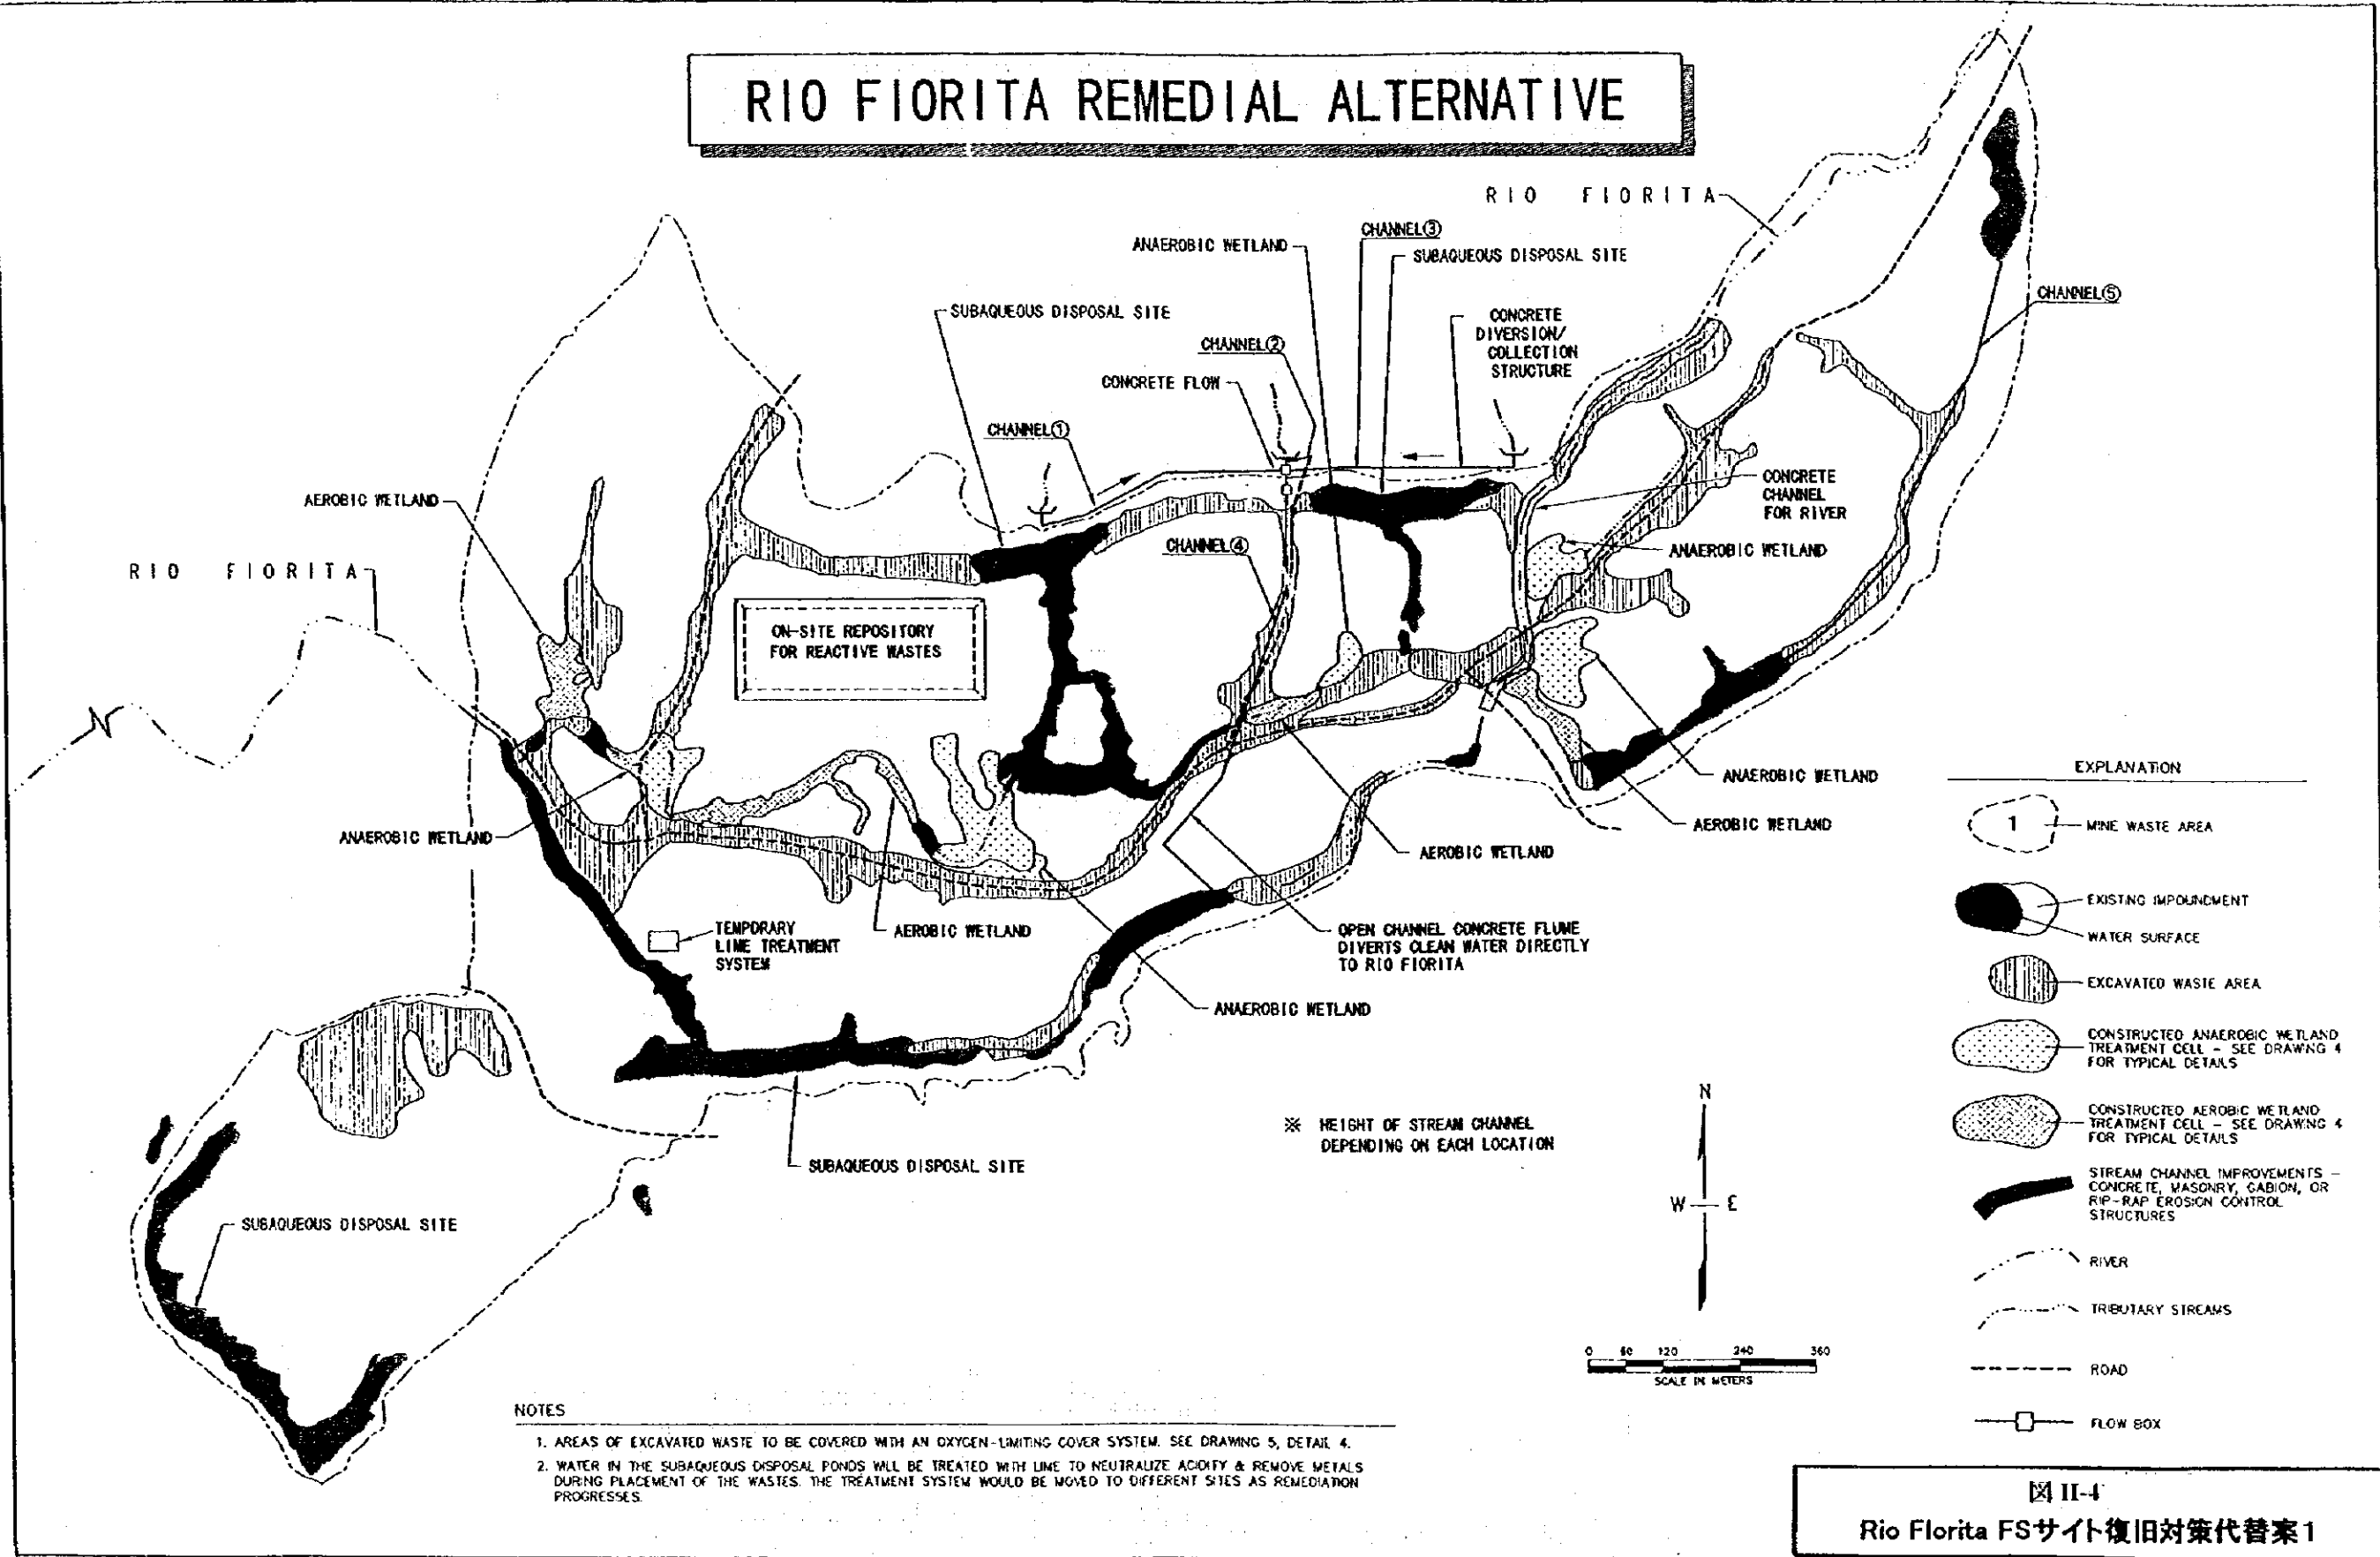 RIO FIORITA REMEDIAL ALTERNATIVE
RIO FIORITA
CHANNEL③
ANAEROBIC WETLAND
SUBAQUEOUS DISPOSAL SITE
CHANNEL⑤
SUBAQUEOUS DISPOSAL SITE
CONCRETE
DIVERSION/
COLLECTION
STRUCTURE
CHANNEL②
CONCRETE FLOW
CHANNEL①
AEROBIC WETLAND
CONCRETE
CHANNEL
FOR RIVER
CHANNEL④
ANAEROBIC WETLAND
RIO FIORITA
ON-SITE REPOSITORY
FOR REACTIVE WASTES
ANAEROBIC WETLAND
AEROBIC WETLAND
ANAEROBIC WETLAND
AEROBIC WETLAND
TEMPORARY
LIME TREATMENT
SYSTEM
AEROBIC WETLAND
OPEN CHANNEL CONCRETE FLUME
DIVERTS CLEAN WATER DIRECTLY
TO RIO FIORITA
ANAEROBIC WETLAND
SUBAQUEOUS DISPOSAL SITE
SUBAQUEOUS DISPOSAL SITE
※ HEIGHT OF STREAM CHANNEL
DEPENDING ON EACH LOCATION
N
W E
0 60 120 240 360
SCALE IN METERS
EXPLANATION
1 MINE WASTE AREA
EXISTING IMPOUNDMENT
WATER SURFACE
EXCAVATED WASTE AREA
CONSTRUCTED ANAEROBIC WETLAND
TREATMENT CELL - SEE DRAWING 4
FOR TYPICAL DETAILS
CONSTRUCTED AEROBIC WETLAND
TREATMENT CELL - SEE DRAWING 4
FOR TYPICAL DETAILS
STREAM CHANNEL IMPROVEMENTS -
CONCRETE, MASONRY, GABION, OR
RIP-RAP EROSION CONTROL
STRUCTURES
RIVER
TRIBUTARY STREAMS
ROAD
FLOW BOX
NOTES
1. AREAS OF EXCAVATED WASTE TO BE COVERED WITH AN OXYGEN-LIMITING COVER SYSTEM. SEE DRAWING 5, DETAIL 4.
2. WATER IN THE SUBAQUEOUS DISPOSAL PONDS WILL BE TREATED WITH LIME TO NEUTRALIZE ACIDITY & REMOVE METALS
DURING PLACEMENT OF THE WASTES. THE TREATMENT SYSTEM WOULD BE MOVED TO DIFFERENT SITES AS REMEDIATION
PROGRESSES.
図 II-4
Rio Florita FSサイト復旧対策代替案1